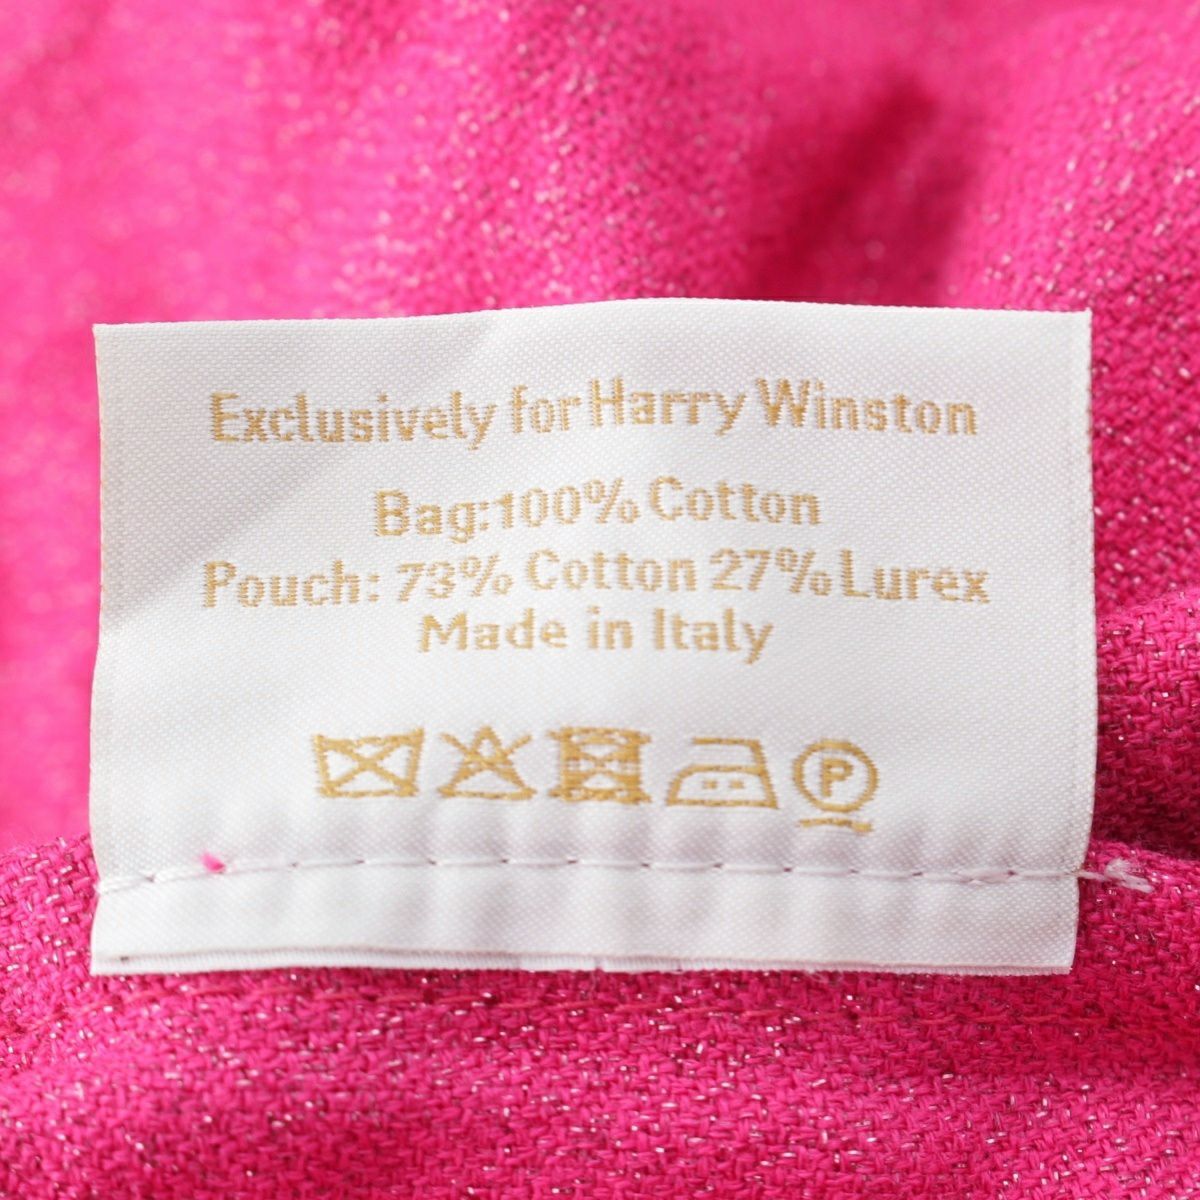 Exclusively for Harry Winston
Bag:100% Cotton
Pouch: 73% Cotton 27% Lurex
Made in Italy
P